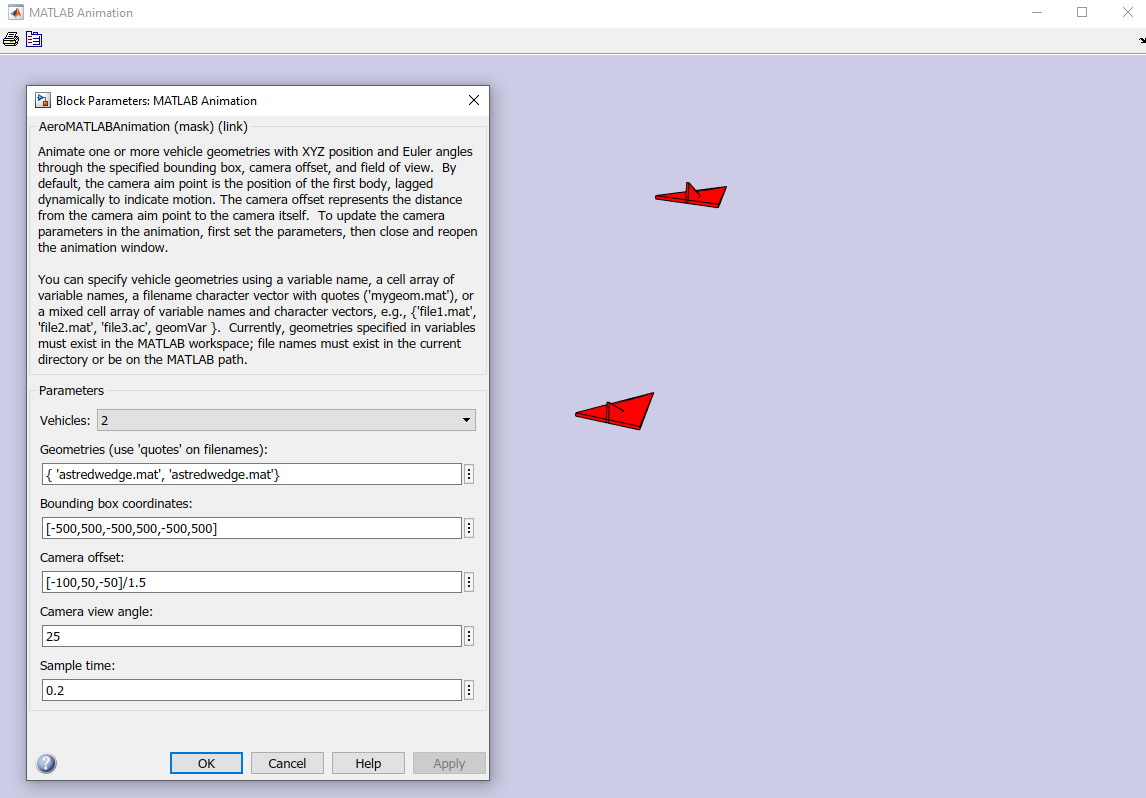 MATLAB Animation
Block Parameters: MATLAB Animation
AeroMATLABAnimation (mask) (link)
Animate one or more vehicle geometries with XYZ position and Euler angles
through the specified bounding box, camera offset, and field of view.  By
default, the camera aim point is the position of the first body, lagged
dynamically to indicate motion. The camera offset represents the distance
from the camera aim point to the camera itself.  To update the camera
parameters in the animation, first set the parameters, then close and reopen
the animation window.
You can specify vehicle geometries using a variable name, a cell array of
variable names, a filename character vector with quotes ('mygeom.mat'), or
a mixed cell array of variable names and character vectors, e.g., {'file1.mat',
'file2.mat', 'file3.ac', geomVar }.  Currently, geometries specified in variables
must exist in the MATLAB workspace; file names must exist in the current
directory or be on the MATLAB path.
Parameters
Vehicles: 2
Geometries (use 'quotes' on filenames):
{ 'astredwedge.mat', 'astredwedge.mat'}
Bounding box coordinates:
[-500,500,-500,500,-500,500]
Camera offset:
[-100,50,-50]/1.5
Camera view angle:
25
Sample time:
0.2
OK Cancel Help Apply